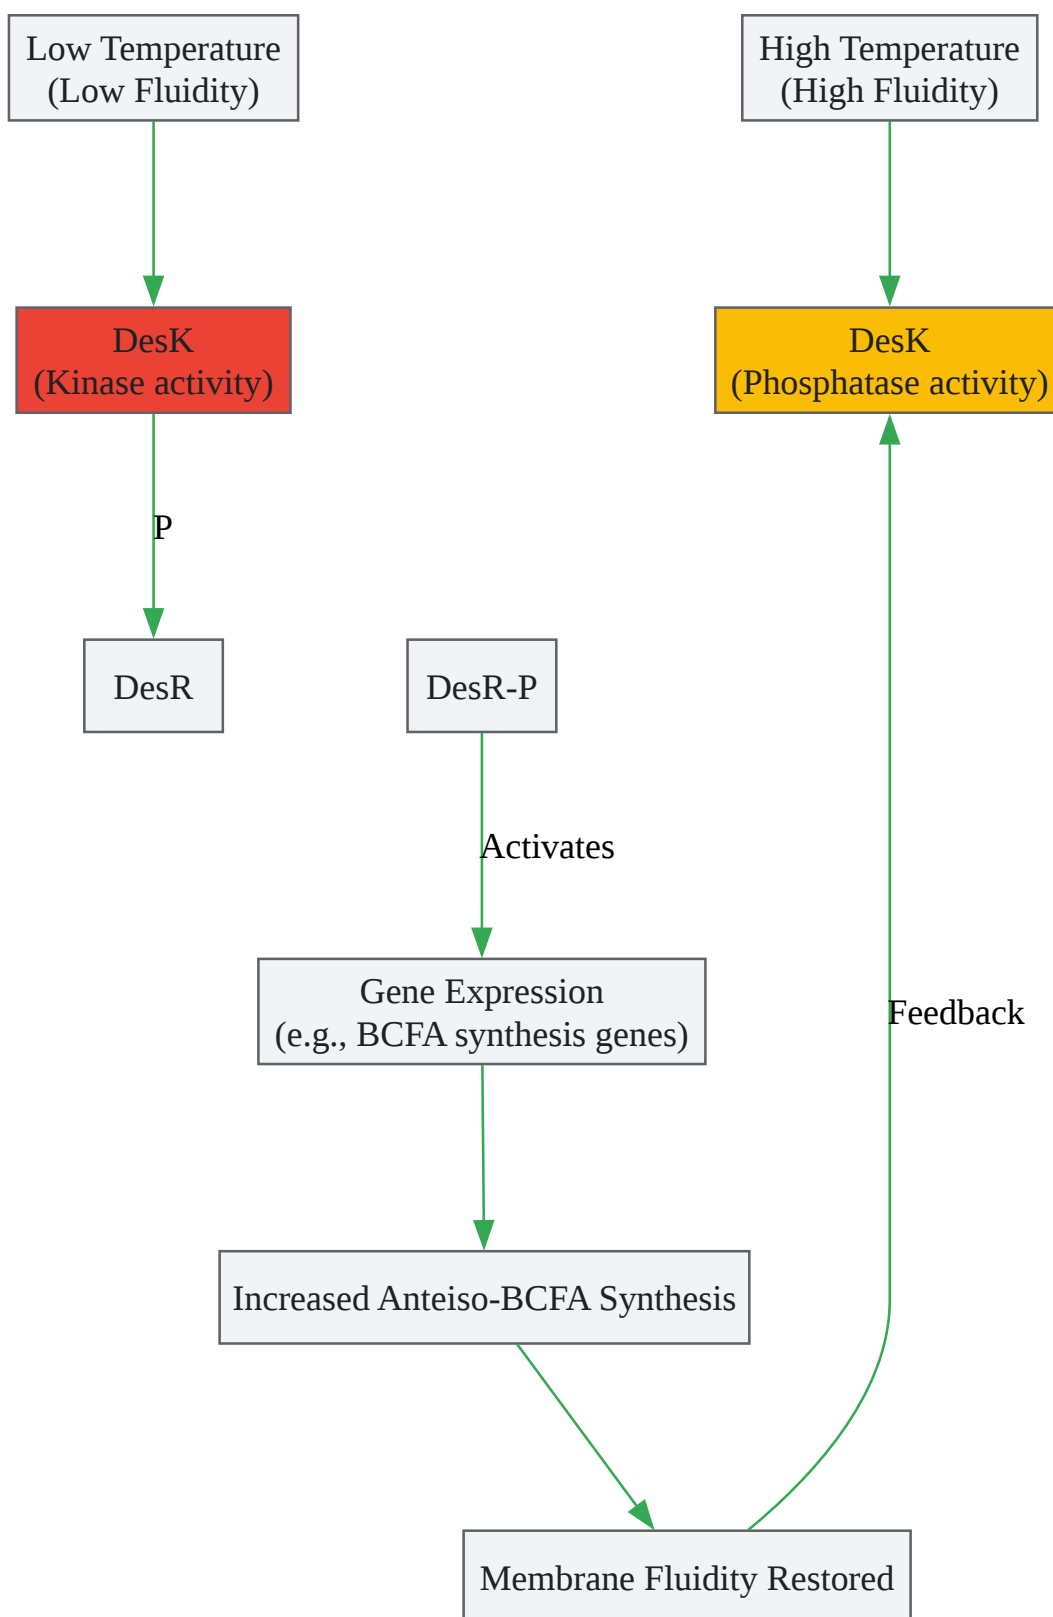 Low Temperature
(Low Fluidity)
High Temperature
(High Fluidity)
DesK
(Kinase activity)
DesK
(Phosphatase activity)
P
DesR
DesR-P
Activates
Gene Expression
(e.g., BCFA synthesis genes)
Feedback
Increased Anteiso-BCFA Synthesis
Membrane Fluidity Restored